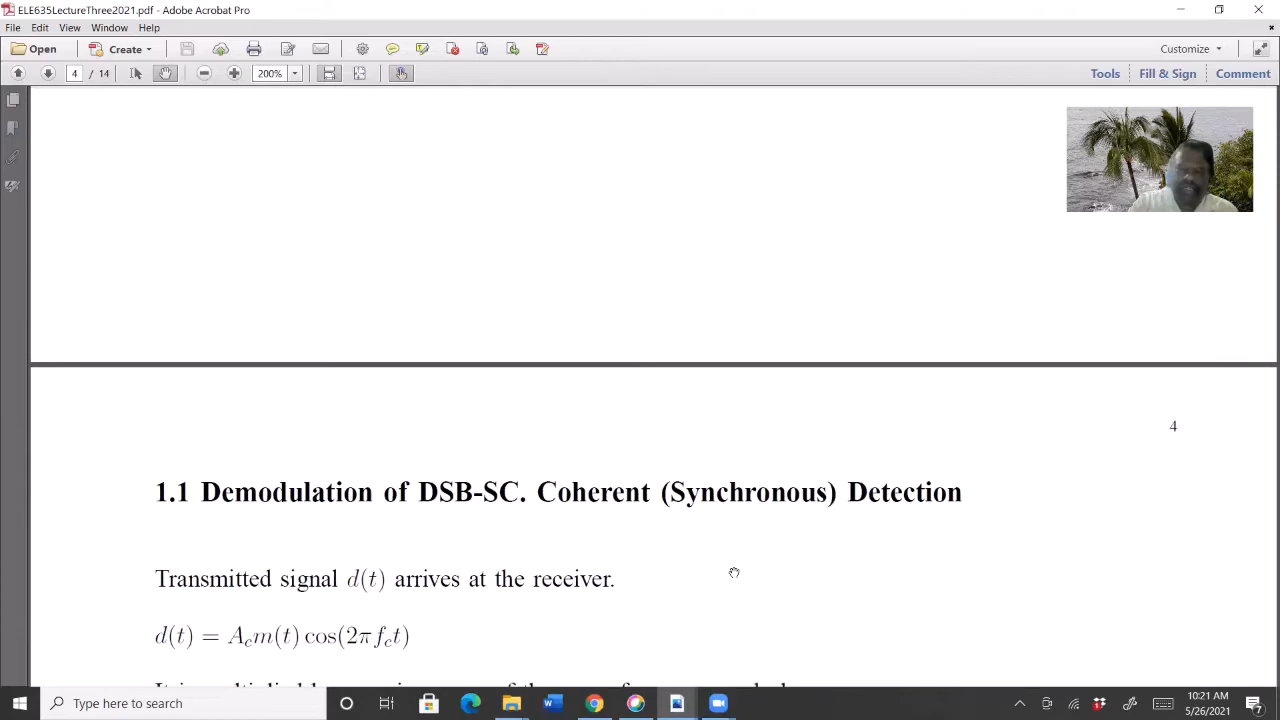 ELE635LectureThree2021.pdf - Adobe Acrobat Pro
File Edit View Window Help
Open Create Customize
4 / 14 200% Tools Fill & Sign Comment
4
1.1 Demodulation of DSB-SC. Coherent (Synchronous) Detection
Transmitted signal d(t) arrives at the receiver.
d(t) = A_c m(t) cos(2πf_c t)
Type here to search
10:21 AM
5/26/2021
7